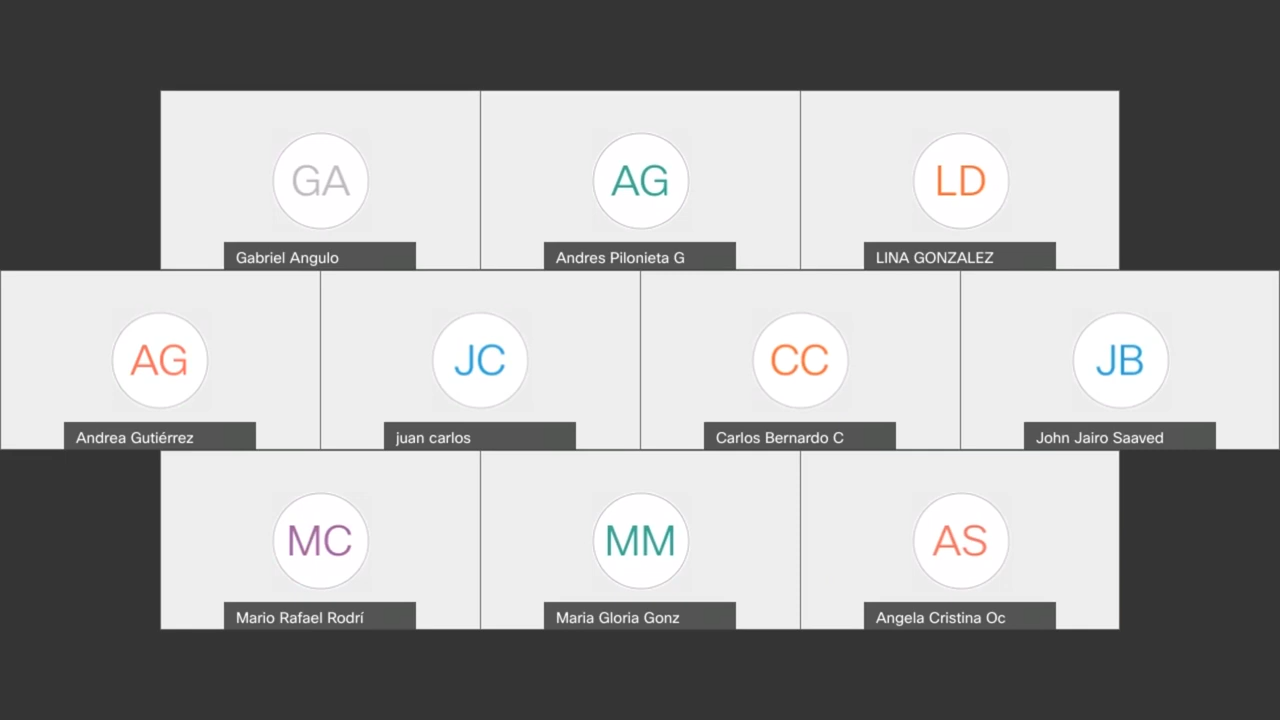 GA
Gabriel Angulo
AG
Andres Pilonieta G
LD
LINA GONZALEZ
AG
Andrea Gutiérrez
JC
juan carlos
CC
Carlos Bernardo C
JB
John Jairo Saaved
MC
Mario Rafael Rodrí
MM
Maria Gloria Gonz
AS
Angela Cristina Oc